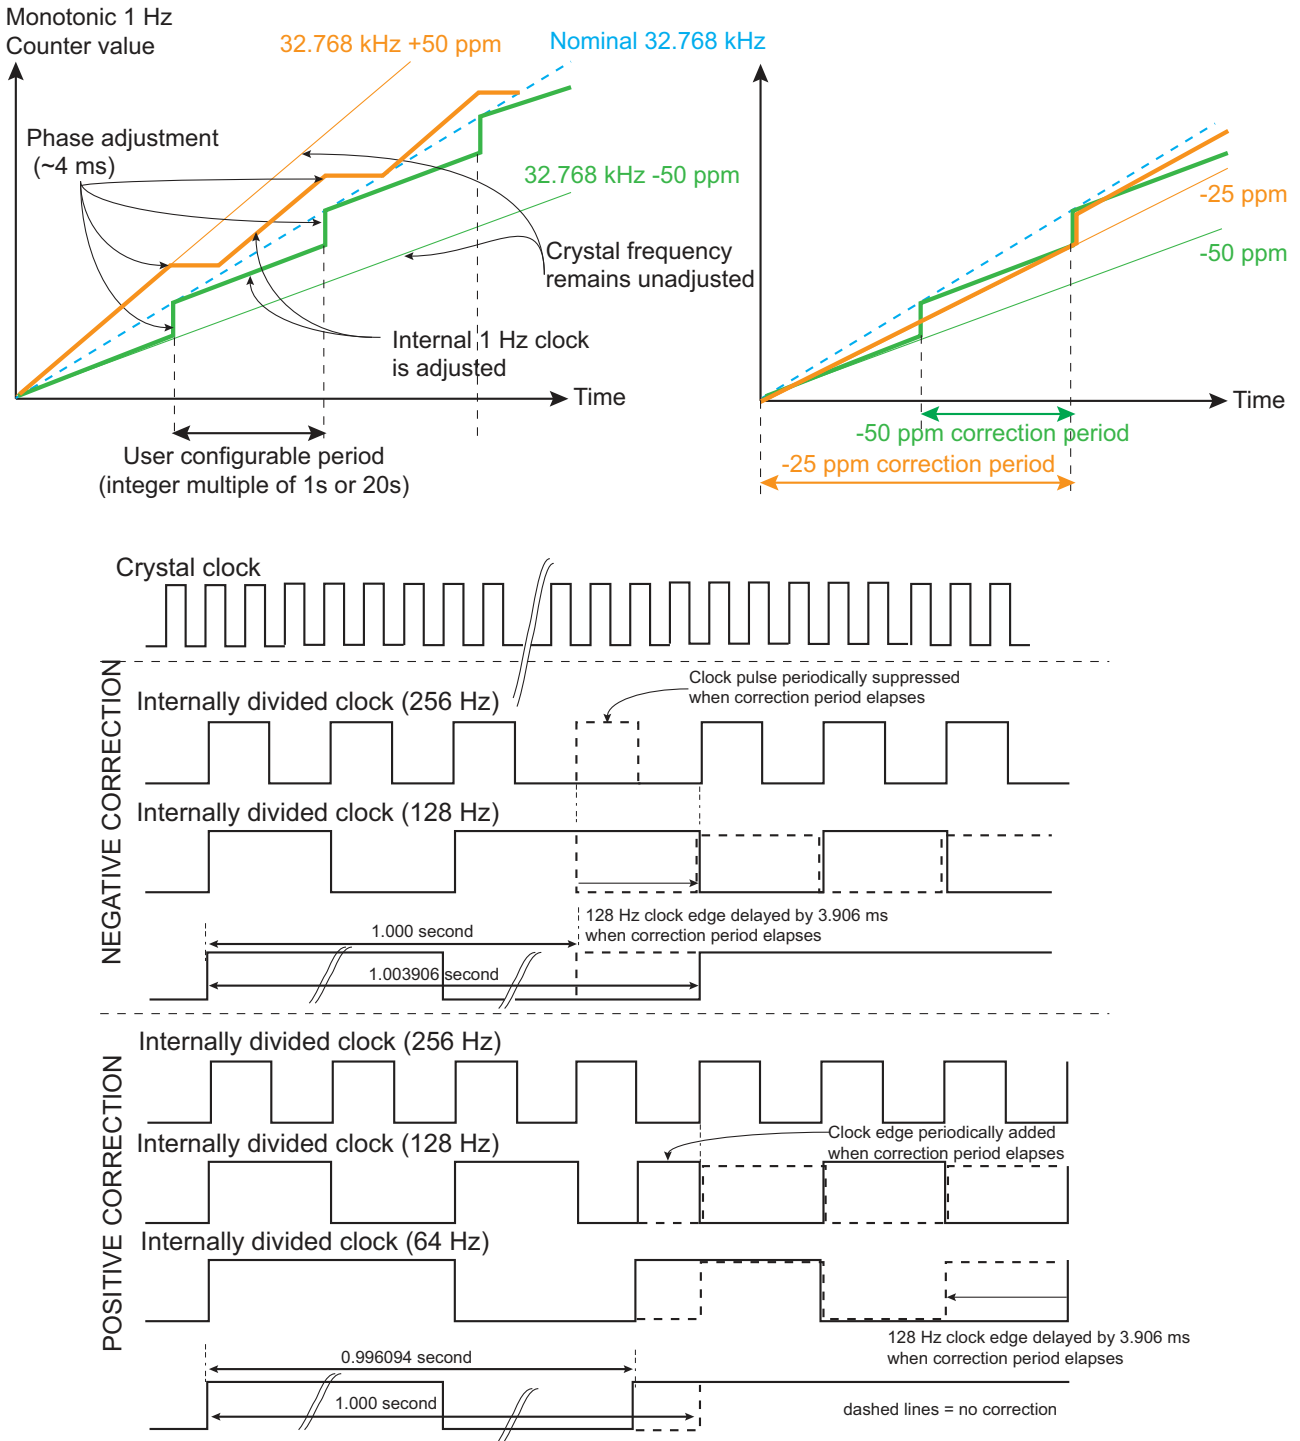 Monotonic 1 Hz
Counter value
32.768 kHz +50 ppm
Nominal 32.768 kHz
Phase adjustment
(~4 ms)
32.768 kHz -50 ppm
Crystal frequency
remains unadjusted
Internal 1 Hz clock
is adjusted
Time
User configurable period
(integer multiple of 1s or 20s)
-25 ppm
-50 ppm
Time
-50 ppm correction period
-25 ppm correction period
Crystal clock
NEGATIVE CORRECTION
Clock pulse periodically suppressed
when correction period elapses
Internally divided clock (256 Hz)
Internally divided clock (128 Hz)
128 Hz clock edge delayed by 3.906 ms
when correction period elapses
1.000 second
1.003906 second
POSITIVE CORRECTION
Internally divided clock (256 Hz)
Internally divided clock (128 Hz)
Clock edge periodically added
when correction period elapses
Internally divided clock (64 Hz)
128 Hz clock edge delayed by 3.906 ms
when correction period elapses
0.996094 second
1.000 second
dashed lines = no correction